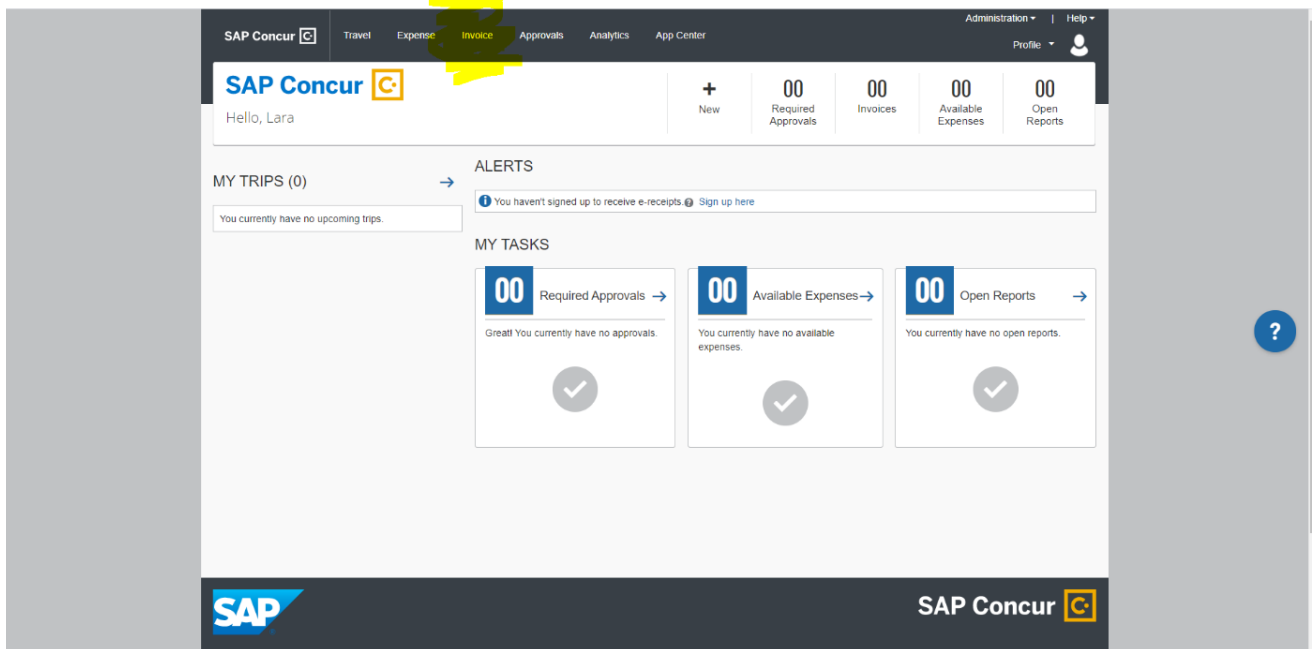 Administration | Help
SAP Concur C Travel Expense Invoice Approvals Analytics App Center
Profile
SAP Concur C
Hello, Lara
+
New
00
Required
Approvals
00
Invoices
00
Available
Expenses
00
Open
Reports
MY TRIPS (0)
You currently have no upcoming trips.
ALERTS
You haven't signed up to receive e-receipts. Sign up here
MY TASKS
00 Required Approvals
Great! You currently have no approvals.
00 Available Expenses
You currently have no available
expenses.
00 Open Reports
You currently have no open reports.
?
SAP
SAP Concur C